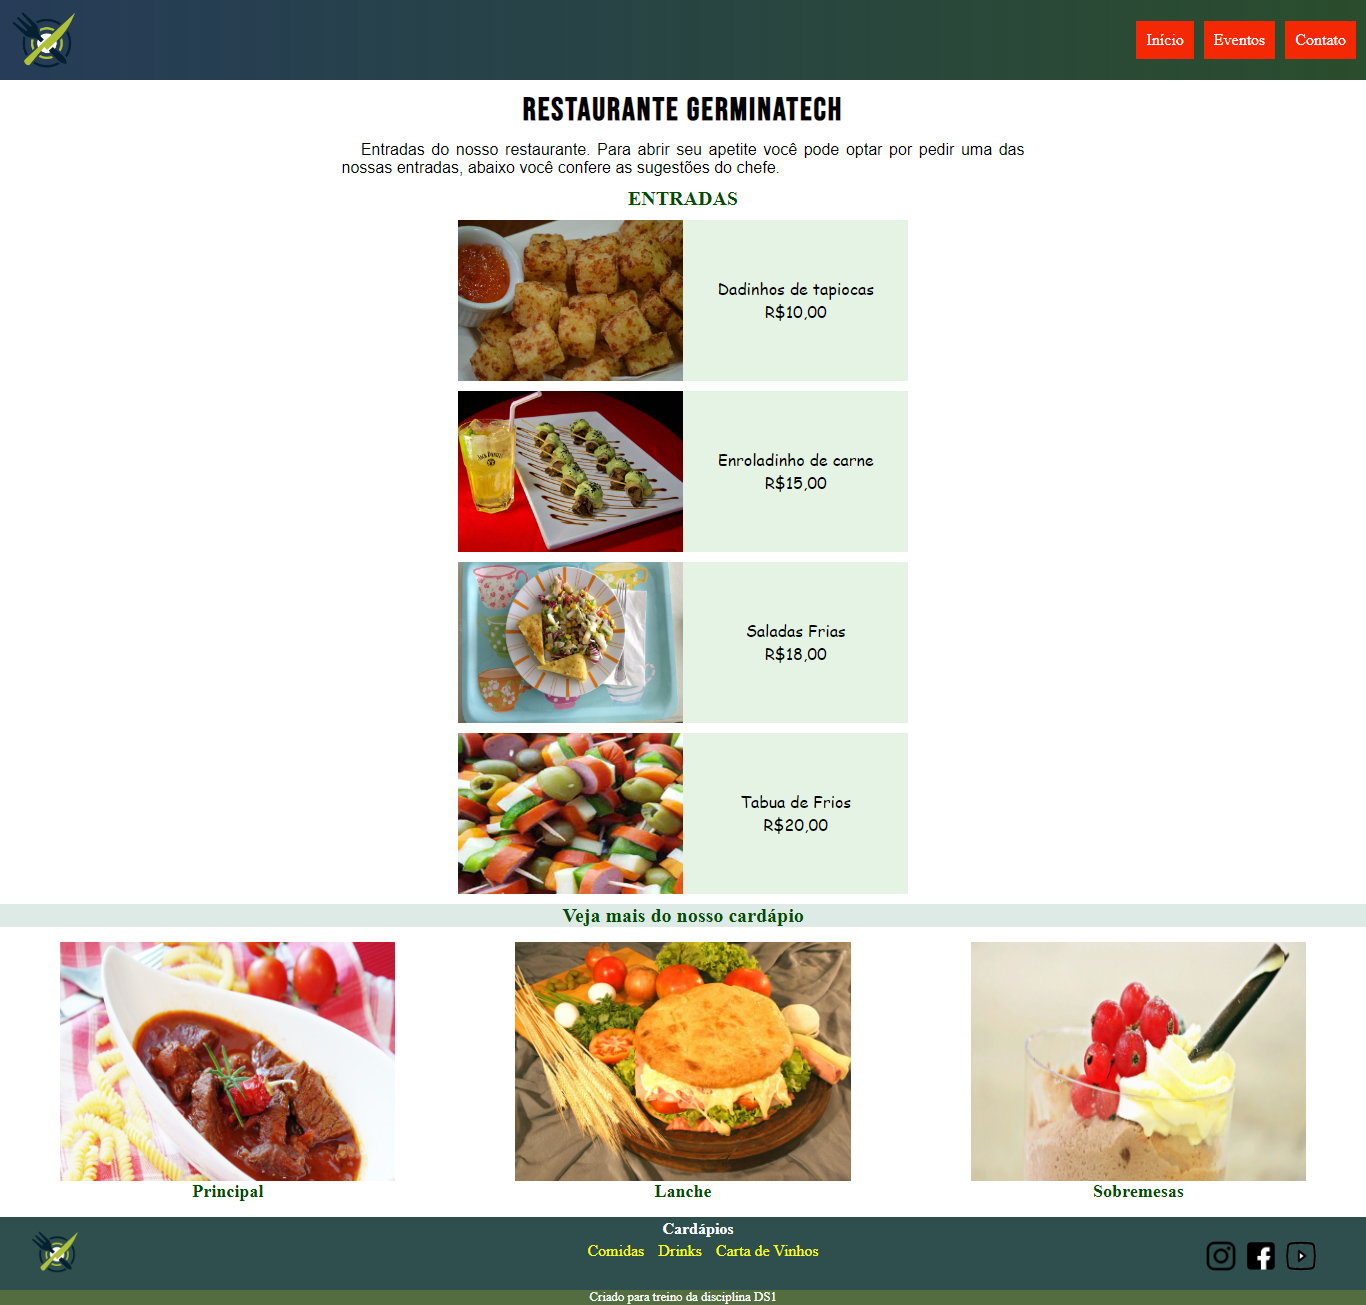 Início Eventos Contato
RESTAURANTE GERMINATECH
Entradas do nosso restaurante. Para abrir seu apetite você pode optar por pedir uma das
nossas entradas, abaixo você confere as sugestões do chefe.
ENTRADAS
Dadinhos de tapiocas
R$10,00
Enroladinho de carne
R$15,00
Saladas Frias
R$18,00
Tabua de Frios
R$20,00
Veja mais do nosso cardápio
Principal
Lanche
Sobremesas
Cardápios
Comidas Drinks Carta de Vinhos
Criado para treino da disciplina DS1